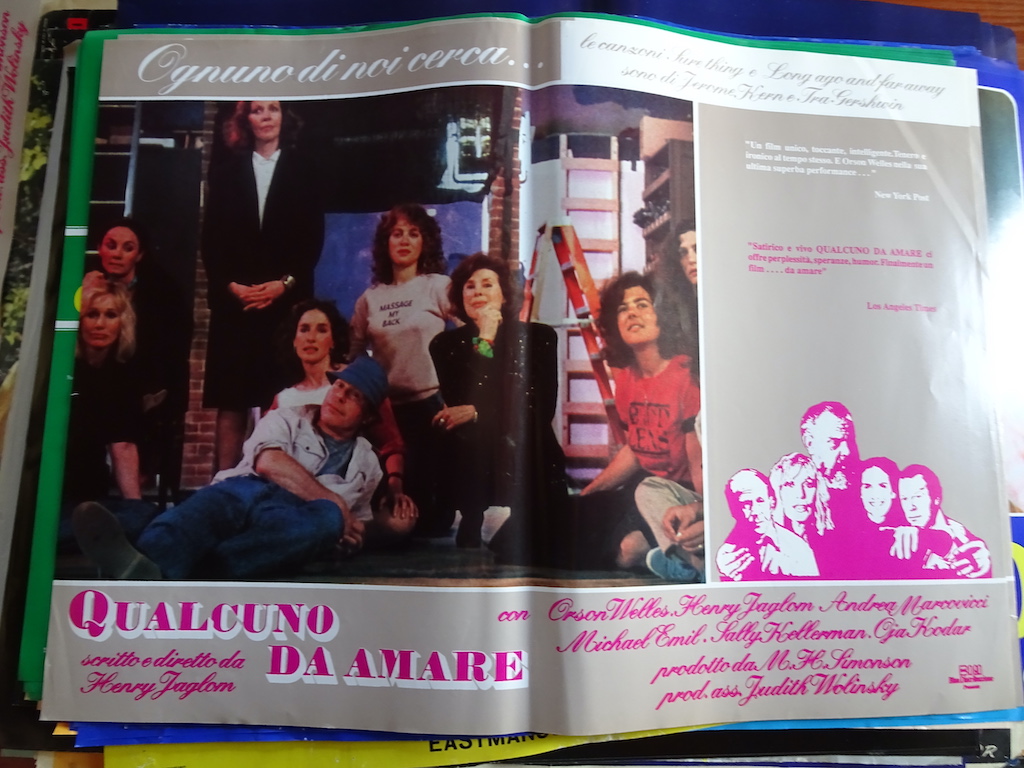 Ognuno di noi cerca...
le canzoni Sure thing e Long ago and far away
sono di Jerome Kern e Ira Gershwin
"Un film unico, toccante, intelligente. Tenero e
ironico al tempo stesso. E Orson Welles nella sua
ultima superba performance . . ."
New York Post
"Satirico e vivo QUALCUNO DA AMARE ci
offre perplessità, speranze, humor. Finalmente un
film . . . . da amare"
Los Angeles Times
MASSAGE
MY
BACK
QUALCUNO
DA AMARE
scritto e diretto da
Henry Jaglom
con Orson Welles. Henry Jaglom Andrea Marcovicci
Michael Emil. Sally Kellerman. Oja Kodar
prodotto da M. H. Simonson
prod. ass. Judith Wolinsky
EASTMANC
Judith Wolinsky